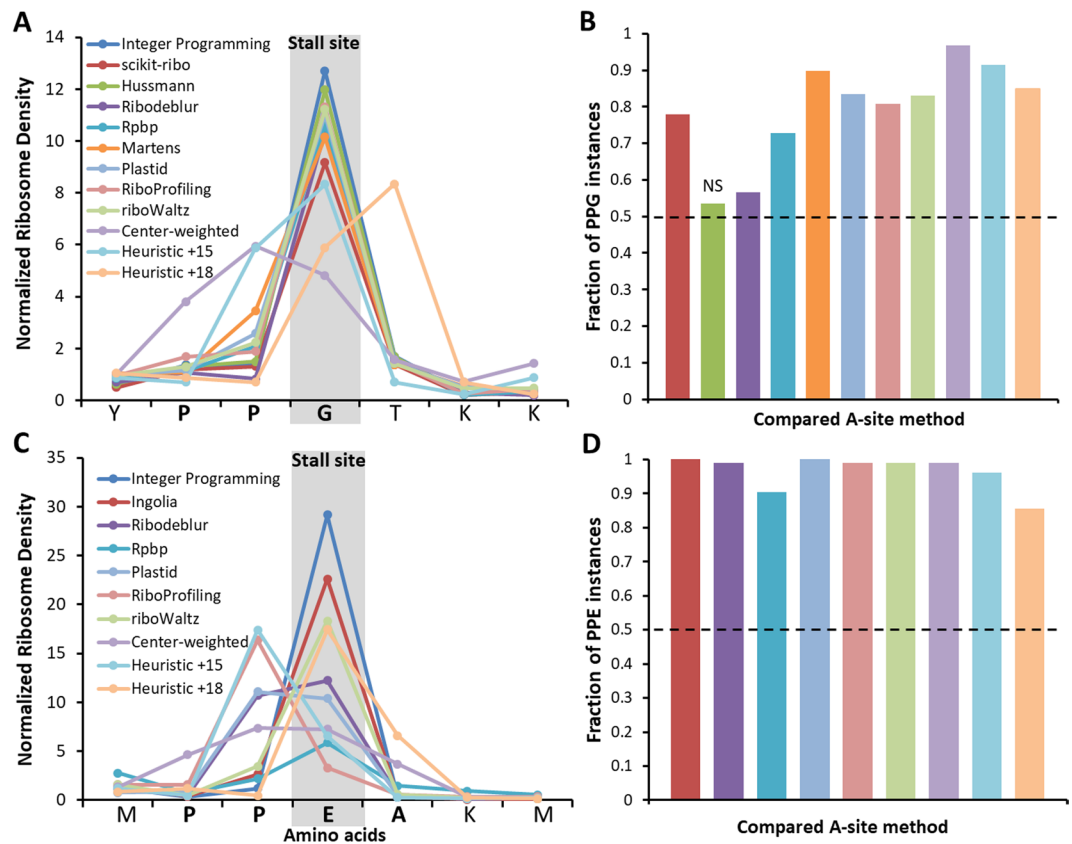 A
Normalized Ribosome Density
14
12
10
8
6
4
2
0
Stall site
Integer Programming
scikit-ribo
Hussmann
Ribodeblur
Rpbp
Martens
Plastid
RiboProfiling
riboWaltz
Center-weighted
Heuristic +15
Heuristic +18
Y P P G T K K
B
Fraction of PPG instances
1
0.9
0.8
0.7
0.6
0.5
0.4
0.3
0.2
0.1
0
NS
Compared A-site method
C
Normalized Ribosome Density
35
30
25
20
15
10
5
0
Stall site
Integer Programming
Ingolia
Ribodeblur
Rpbp
Plastid
RiboProfiling
riboWaltz
Center-weighted
Heuristic +15
Heuristic +18
M P P E A K M
Amino acids
D
Fraction of PPE instances
1
0.9
0.8
0.7
0.6
0.5
0.4
0.3
0.2
0.1
0
Compared A-site method